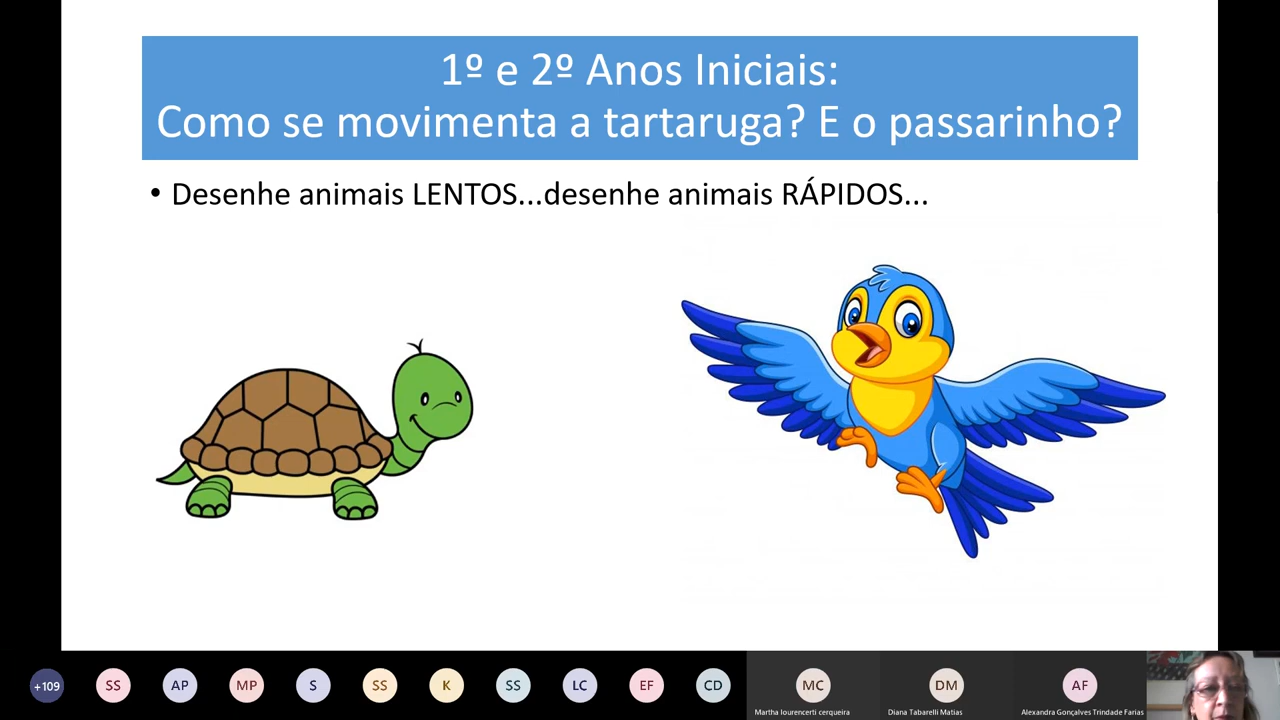 1º e 2º Anos Iniciais:
Como se movimenta a tartaruga? E o passarinho?
• Desenhe animais LENTOS...desenhe animais RÁPIDOS...
+109
SS
AP
MP
S
SS
K
SS
LC
EF
CD
MC
DM
AF
Martha lourencerti cerqueira
Diana Tabarelli Matias
Alexandra Gonçalves Trindade Farias